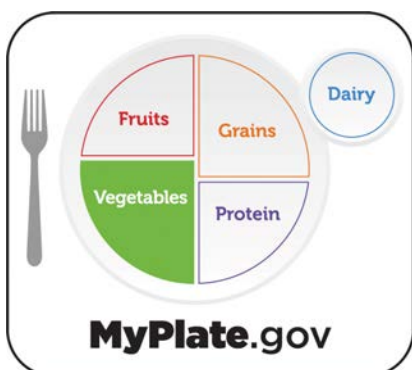 Fruits
Grains
Dairy
Vegetables
Protein
MyPlate.gov